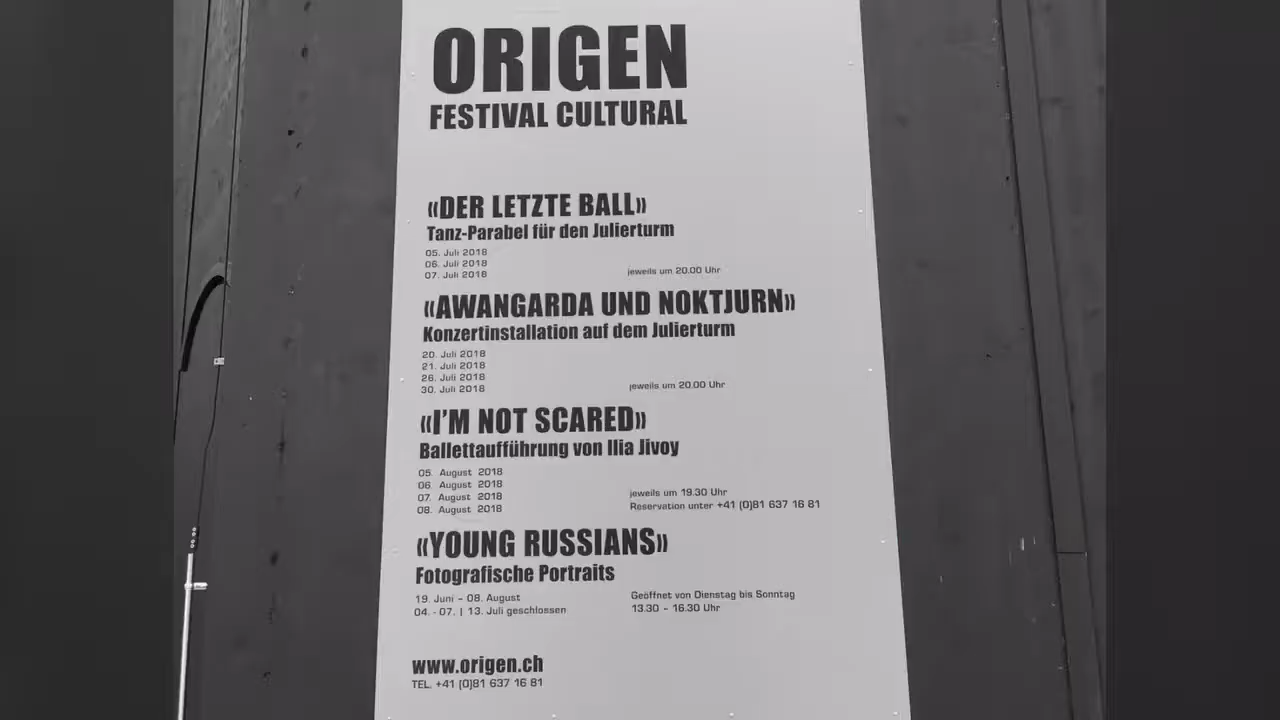 ORIGEN
FESTIVAL CULTURAL
«DER LETZTE BALL»
Tanz-Parabel für den Julierturm
05. Juli 2018
06. Juli 2018
07. Juli 2018 jeweils um 20.00 Uhr
«AWANGARDA UND NOKTJURN»
Konzertinstallation auf dem Julierturm
20. Juli 2018
21. Juli 2018
26. Juli 2018
30. Juli 2018 jeweils um 20.00 Uhr
«I'M NOT SCARED»
Ballettaufführung von Ilia Jivoy
05. August 2018
06. August 2018
07. August 2018 jeweils um 19.30 Uhr
08. August 2018 Reservation unter +41 (0)81 637 16 81
«YOUNG RUSSIANS»
Fotografische Portraits
19. Juni – 08. August Geöffnet von Dienstag bis Sonntag
04. - 07. | 13. Juli geschlossen 13.30 – 16.30 Uhr
www.origen.ch
TEL. +41 (0)81 637 16 81